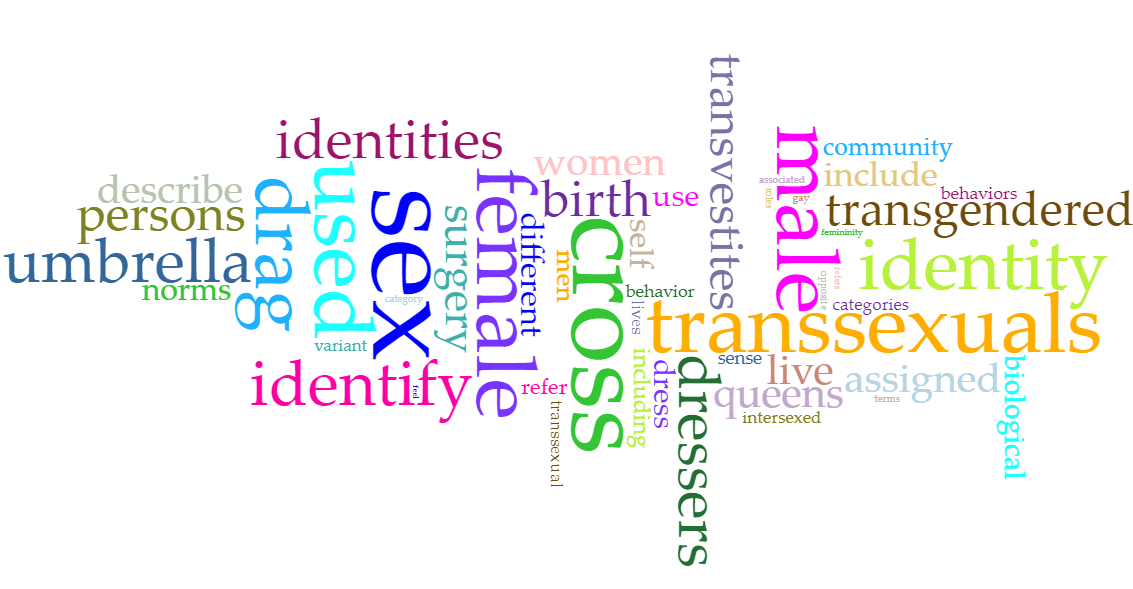 transvestites
identities
male
community
women
associated
include
describe
female
used
drag
sex
birth
use
roles
gay
behaviors
persons
surgery
different
self
cross
transgendered
femininity
umbrella
men
identity
norms
category
behavior
lives
opposite
refers
categories
transsexuals
variant
identify
feel
refer
including
dress
dressers
sense
live
queens
assigned
biological
terms
transsexual
intersexed